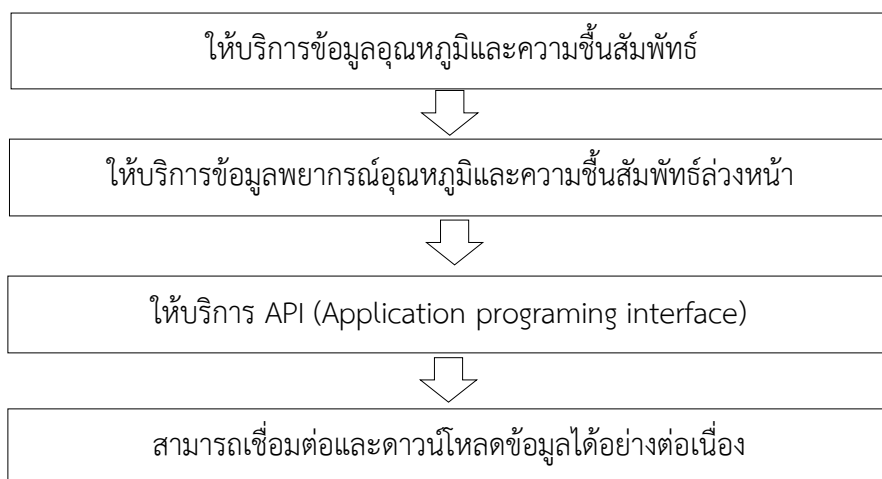 ให้บริการข้อมูลอุณหภูมิและความชื้นสัมพัทธ์
ให้บริการข้อมูลพยากรณ์อุณหภูมิและความชื้นสัมพัทธ์ล่วงหน้า
ให้บริการ API (Application programing interface)
สามารถเชื่อมต่อและดาวน์โหลดข้อมูลได้อย่างต่อเนื่อง